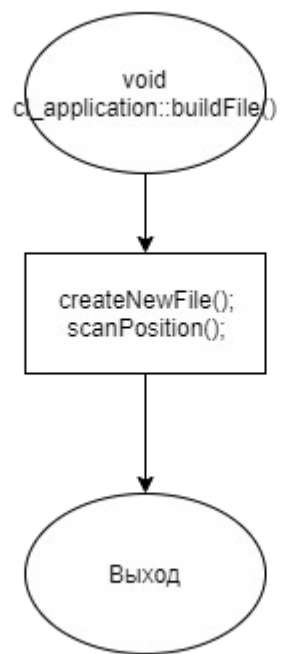 void
cl_application::buildFile()
createNewFile();
scanPosition();
Выход